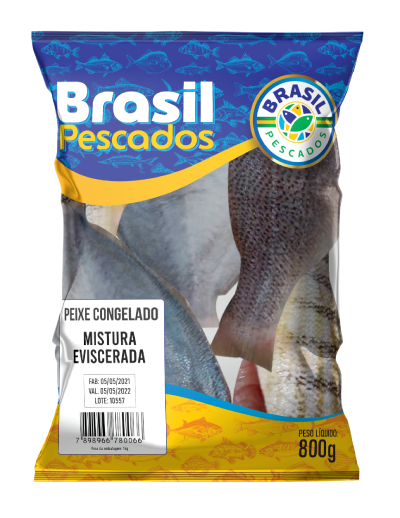 Brasil
Pescados
BRASIL
PESCADOS
PEIXE CONGELADO
MISTURA
EVISCERADA
FAB: 05/05/2021
VAL. 05/05/2022
LOTE: 10557
7 898966 780066
PESO LÍQUIDO:
800g